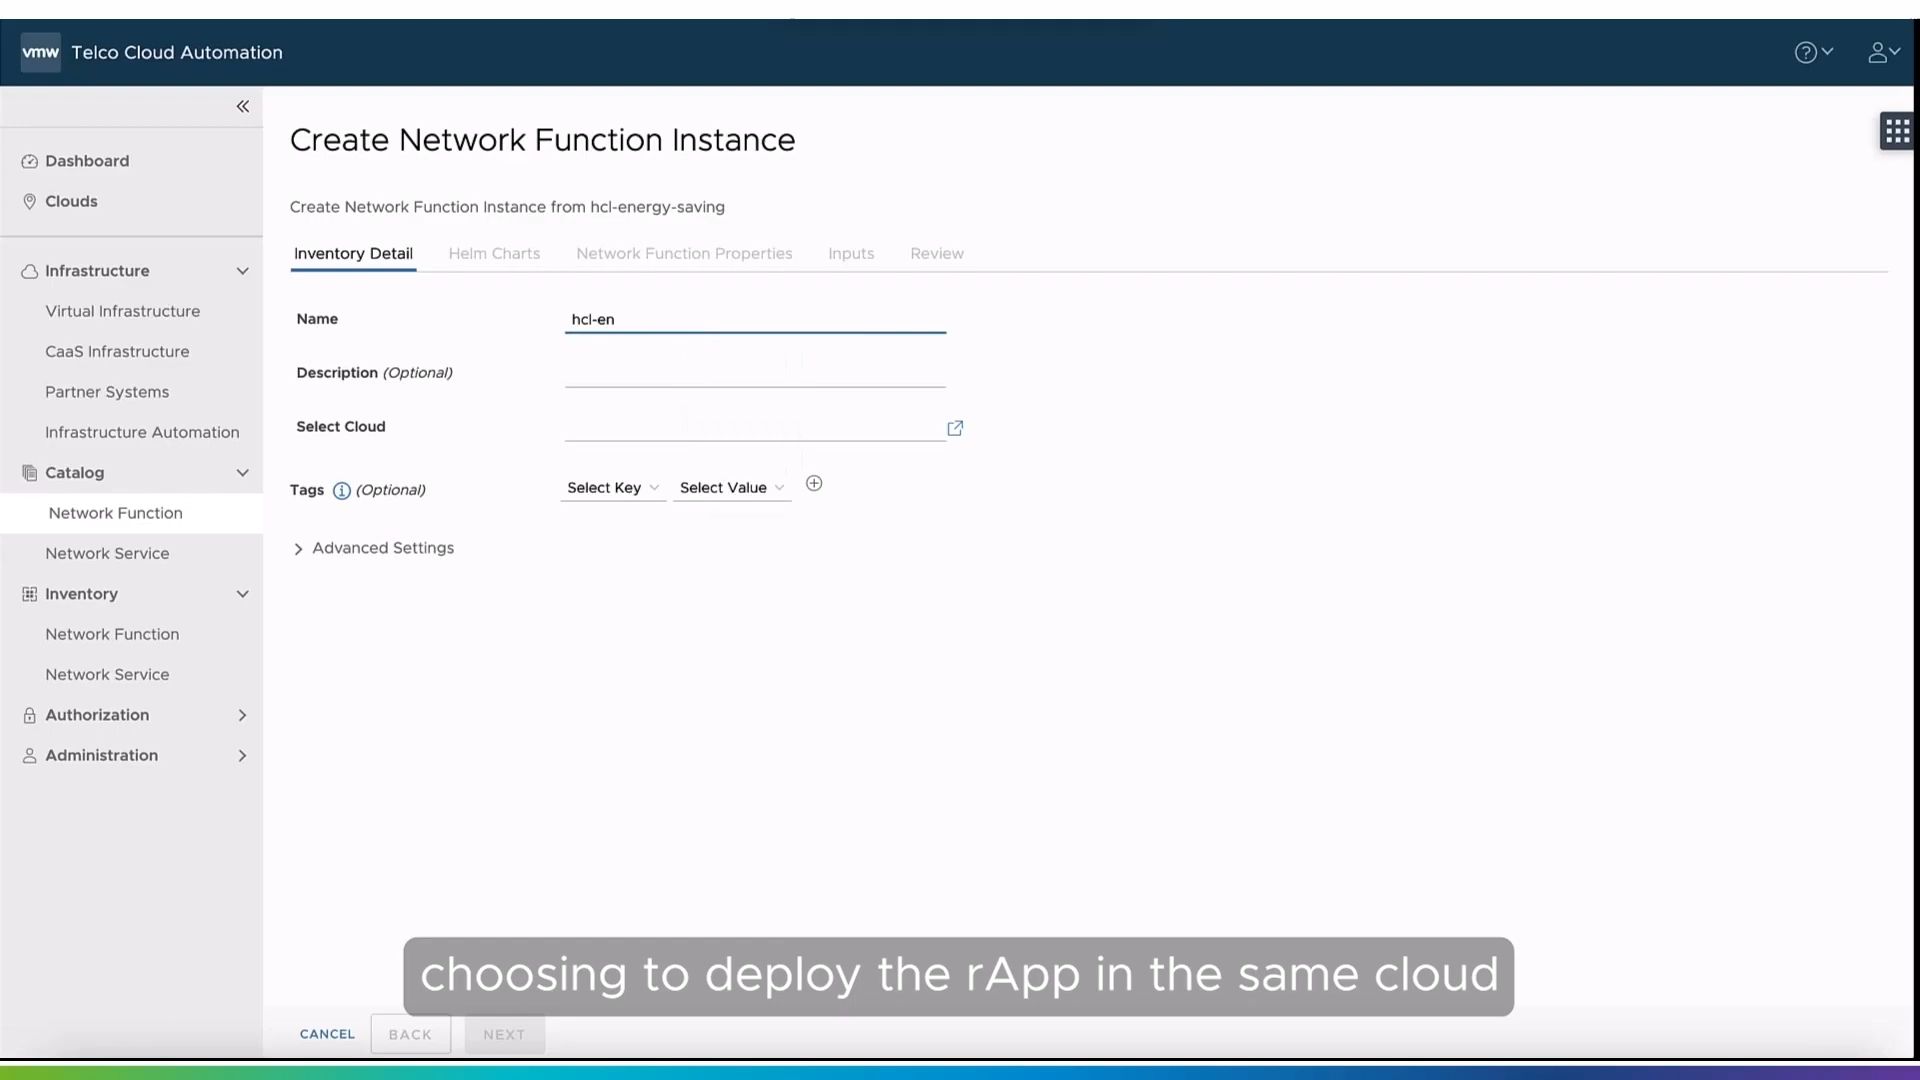 vmw Telco Cloud Automation
Dashboard
Clouds
Infrastructure
Virtual Infrastructure
CaaS Infrastructure
Partner Systems
Infrastructure Automation
Catalog
Network Function
Network Service
Inventory
Network Function
Network Service
Authorization
Administration
Create Network Function Instance
Create Network Function Instance from hcl-energy-saving
Inventory Detail Helm Charts Network Function Properties Inputs Review
Name hcl-en
Description (Optional)
Select Cloud
Tags (Optional) Select Key Select Value
Advanced Settings
choosing to deploy the rApp in the same cloud
CANCEL BACK NEXT